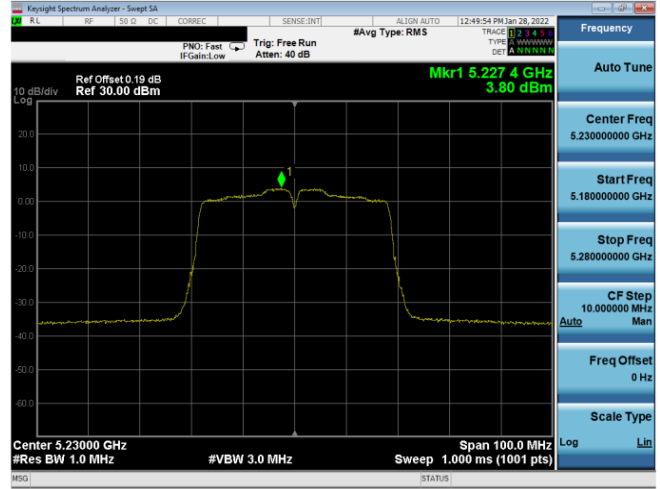 Keysight Spectrum Analyzer - Swept SA
RL RF 50 Ω DC CORREC SENSE:INT ALIGN AUTO 12:49:54 PM Jan 28, 2022
#Avg Type: RMS TRACE 1 2 3 4 5 6
PNO: Fast Trig: Free Run TYPE A WWWWW
IFGain:Low Atten: 40 dB DET A N N N N N
Mkr1 5.227 4 GHz
Ref Offset 0.19 dB
10 dB/div Ref 30.00 dBm 3.80 dBm
Log
20.0
10.0
1
0.00
-10.0
-20.0
-30.0
-40.0
-50.0
-60.0
Center 5.23000 GHz Span 100.0 MHz
#Res BW 1.0 MHz #VBW 3.0 MHz Sweep 1.000 ms (1001 pts)
MSG STATUS
Frequency
Auto Tune
Center Freq
5.230000000 GHz
Start Freq
5.180000000 GHz
Stop Freq
5.280000000 GHz
CF Step
10.000000 MHz
Auto Man
Freq Offset
0 Hz
Scale Type
Log Lin